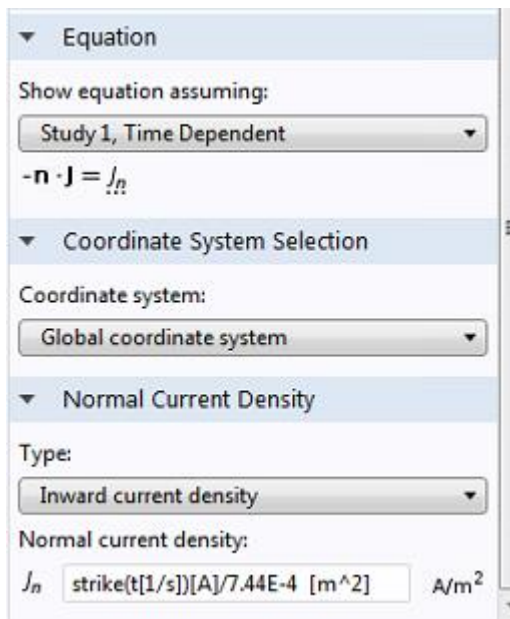 Equation
Show equation assuming:
Study 1, Time Dependent
-n · J = Jn
Coordinate System Selection
Coordinate system:
Global coordinate system
Normal Current Density
Type:
Inward current density
Normal current density:
Jn strike(t[1/s])[A]/7.44E-4 [m^2] A/m²